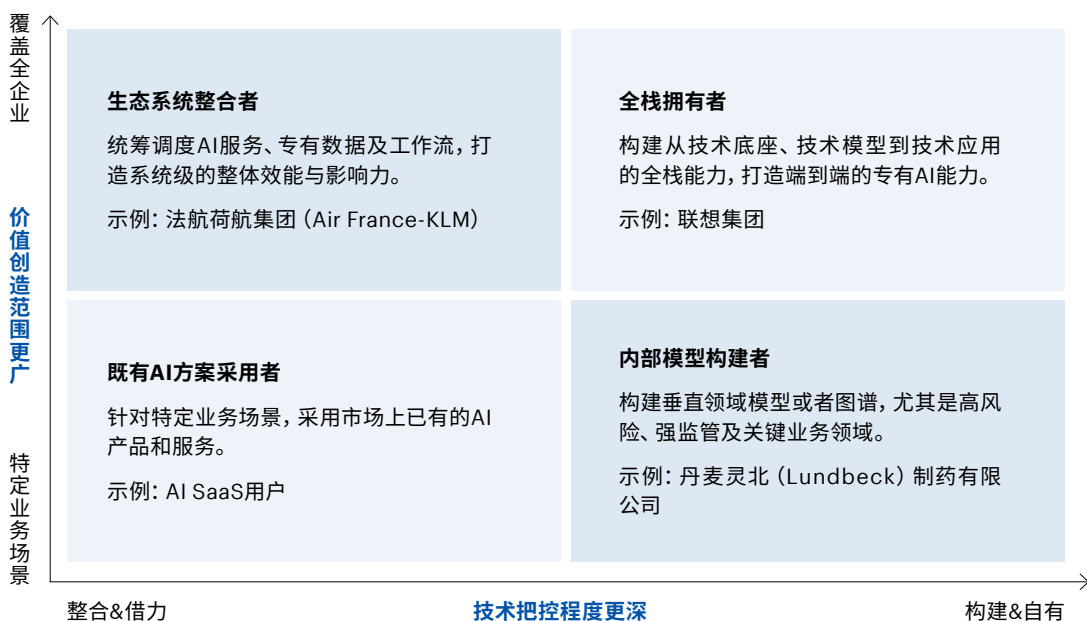 覆盖全企业
价值创造范围更广
特定业务场景
生态系统整合者
统筹调度AI服务、专有数据及工作流，打
造系统级的整体效能与影响力。
示例：法航荷航集团（Air France-KLM）
全栈拥有者
构建从技术底座、技术模型到技术应用
的全栈能力，打造端到端的专有AI能力。
示例：联想集团
既有AI方案采用者
针对特定业务场景，采用市场上已有的AI
产品和服务。
示例：AI SaaS用户
内部模型构建者
构建垂直领域模型或者图谱，尤其是高风
险、强监管及关键业务领域。
示例：丹麦灵北（Lundbeck）制药有限
公司
整合&借力
技术把控程度更深
构建&自有